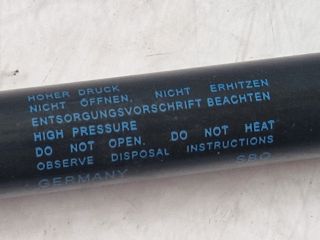 HOHER DRUCK
NICHT ÖFFNEN, NICHT ERHITZEN
ENTSORGUNGSVORSCHRIFT BEACHTEN
HIGH PRESSURE
DO NOT OPEN. DO NOT HEAT
OBSERVE DISPOSAL INSTRUCTIONS
GERMANY